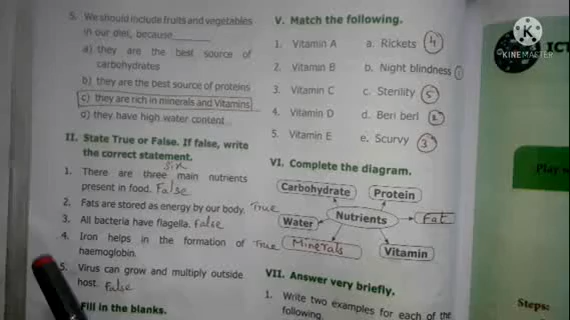 5. We should include fruits and vegetables
in our diet, because
a) they are the best source of
carbohydrates
b) they are the best source of proteins
c) they are rich in minerals and Vitamins
d) they have high water content
II. State True or False. If false, write
the correct statement.
six
1. There are three main nutrients
present in food. False
2. Fats are stored as energy by our body. True
3. All bacteria have flagella. False
4. Iron helps in the formation of True
haemoglobin.
5. Virus can grow and multiply outside
host. False
Fill in the blanks.
V. Match the following.
1. Vitamin A a. Rickets 4
2. Vitamin B b. Night blindness 1
3. Vitamin C c. Sterility 5
4. Vitamin D d. Beri beri 2
5. Vitamin E e. Scurvy 3
VI. Complete the diagram.
Carbohydrate Protein
Water Nutrients Fat
Minerals Vitamin
VII. Answer very briefly.
1. Write two examples for each of the
following.
K
KINEMASTER
ICT
Play w
Steps: